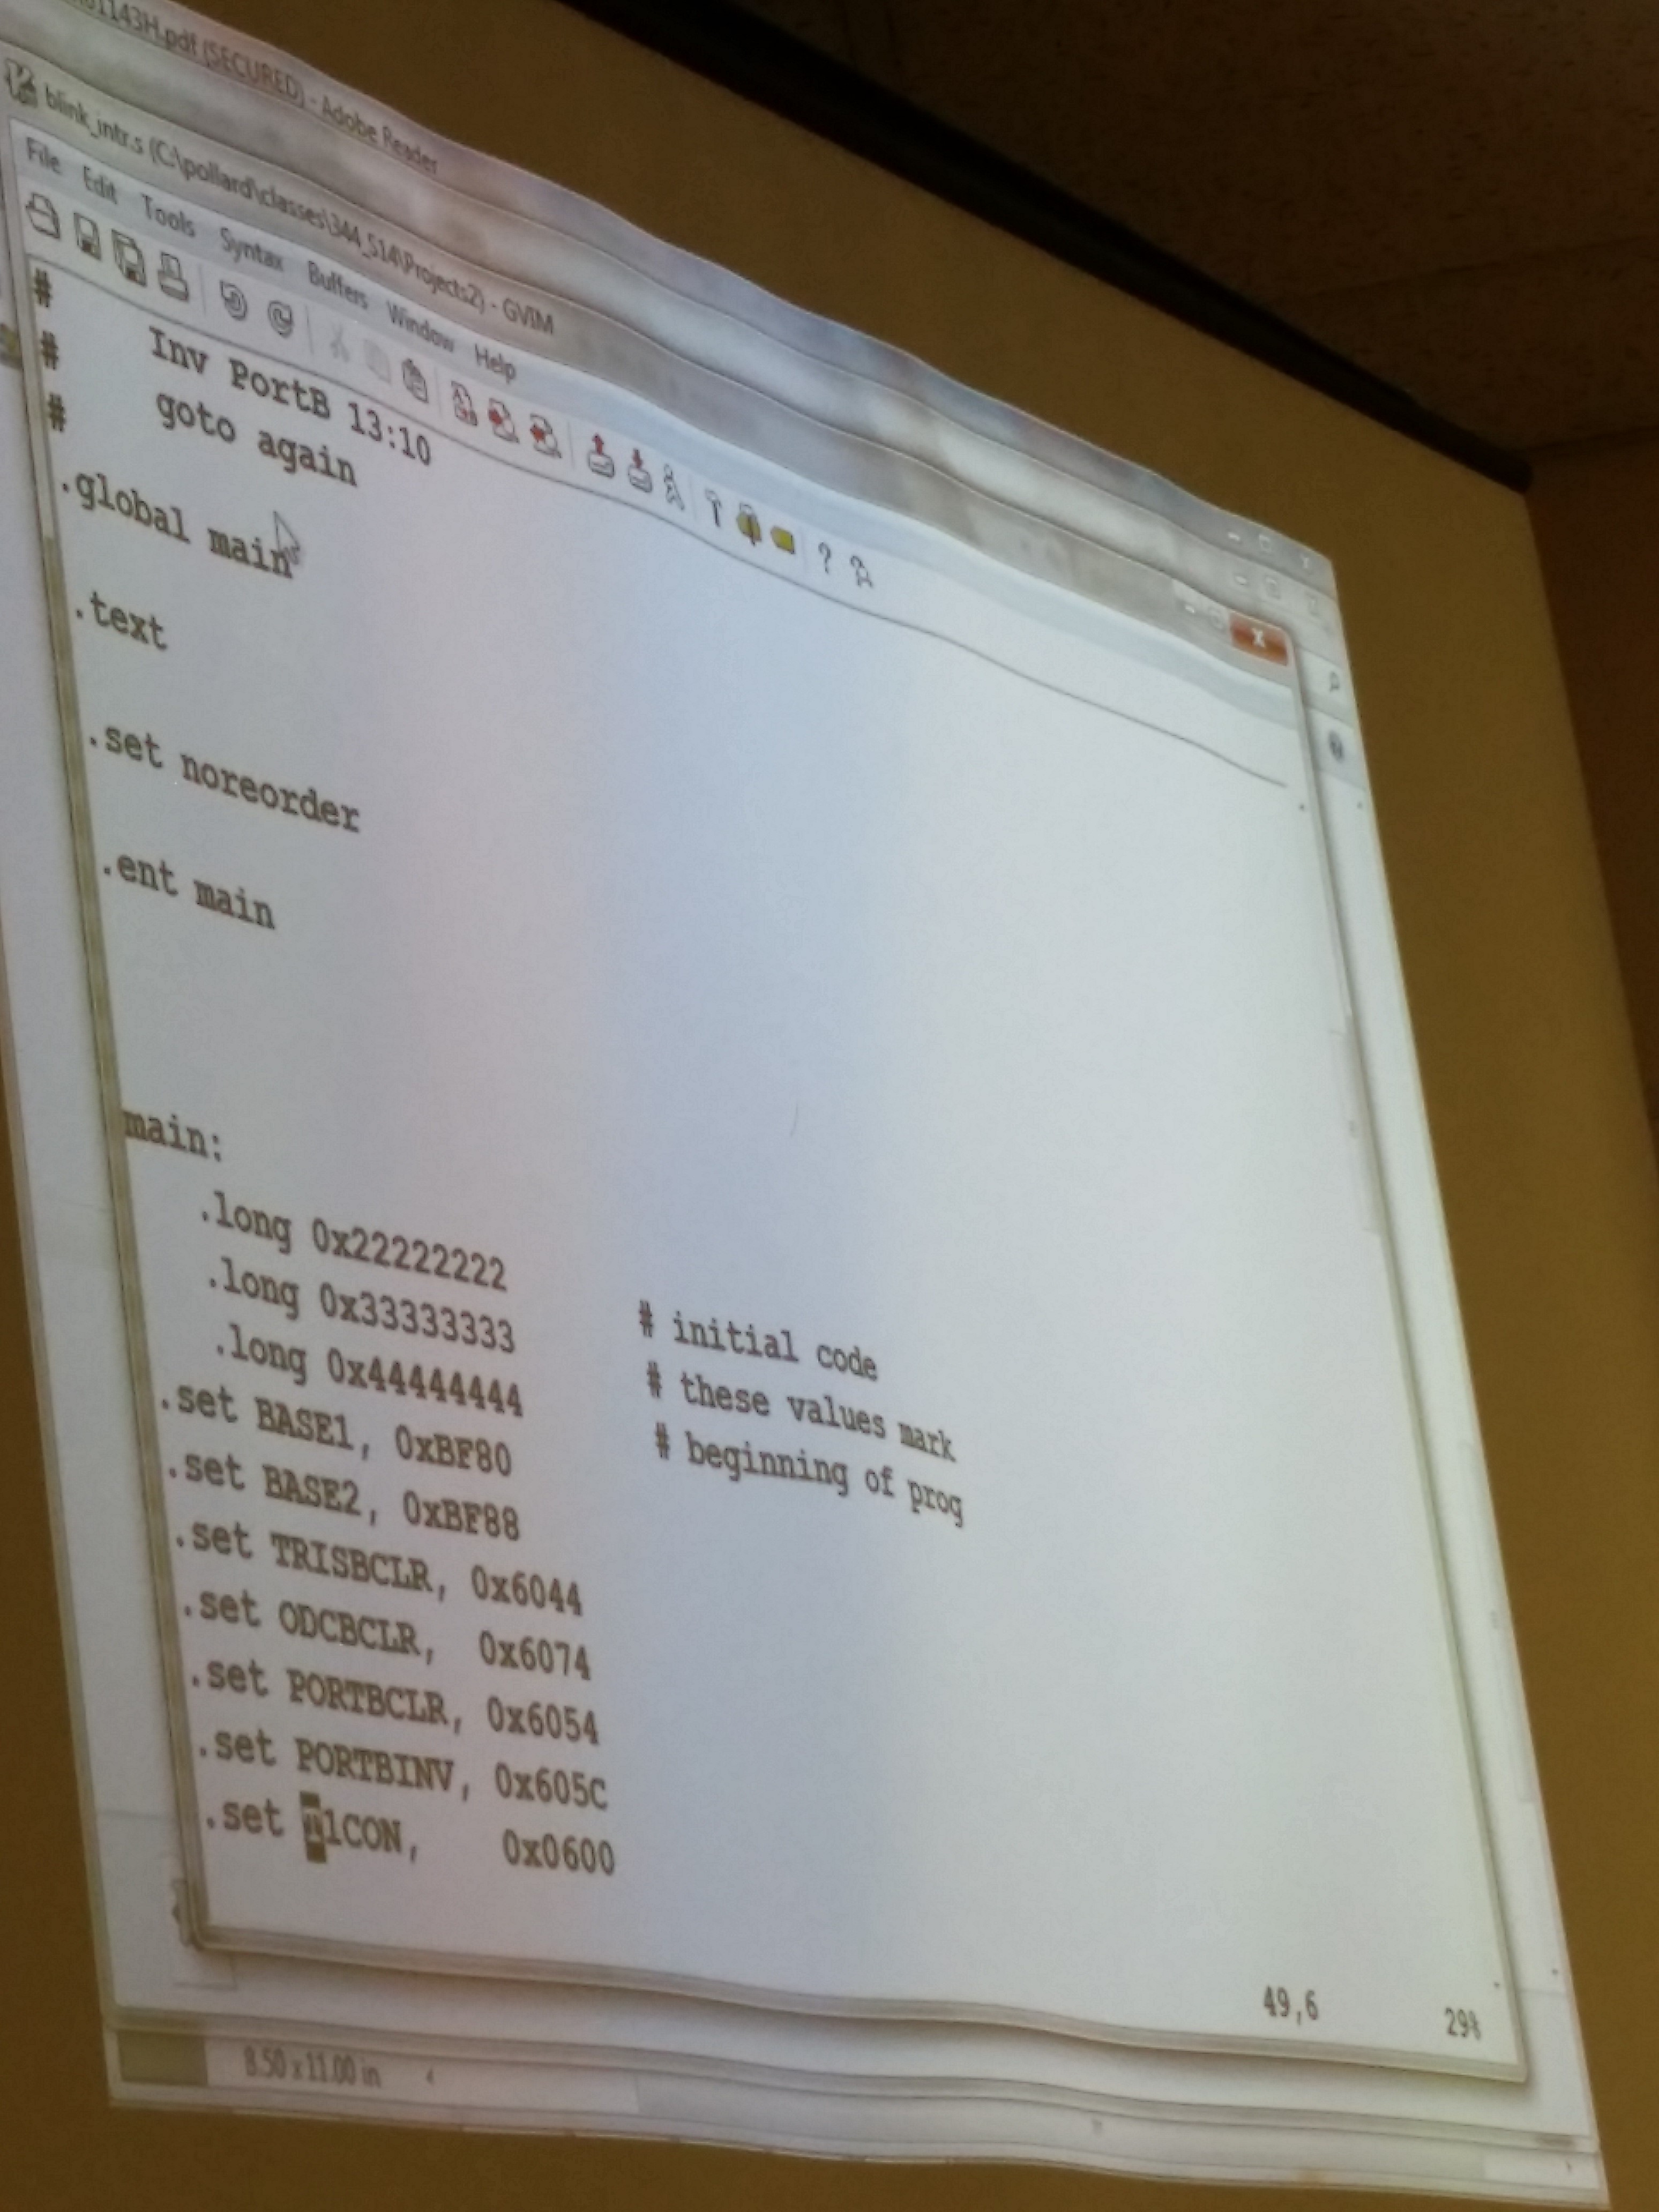 1143H.pdf (SECURED) - Adobe Reader
blink_intr.s (C:\pollard\classes\344_S14\Projects2) - GVIM
File Edit Tools Syntax Buffers Window Help
#
# Inv PortB 13:10
# goto again
.global main
.text
.set noreorder
.ent main
main:
.long 0x22222222 # initial code
.long 0x33333333 # these values mark
.long 0x44444444 # beginning of prog
.set BASE1, 0xBF80
.set BASE2, 0xBF88
.set TRISBCLR, 0x6044
.set ODCBCLR, 0x6074
.set PORTBCLR, 0x6054
.set PORTBINV, 0x605C
.set 1CON, 0x0600
49,6 29%
8.50 x 11.00 in